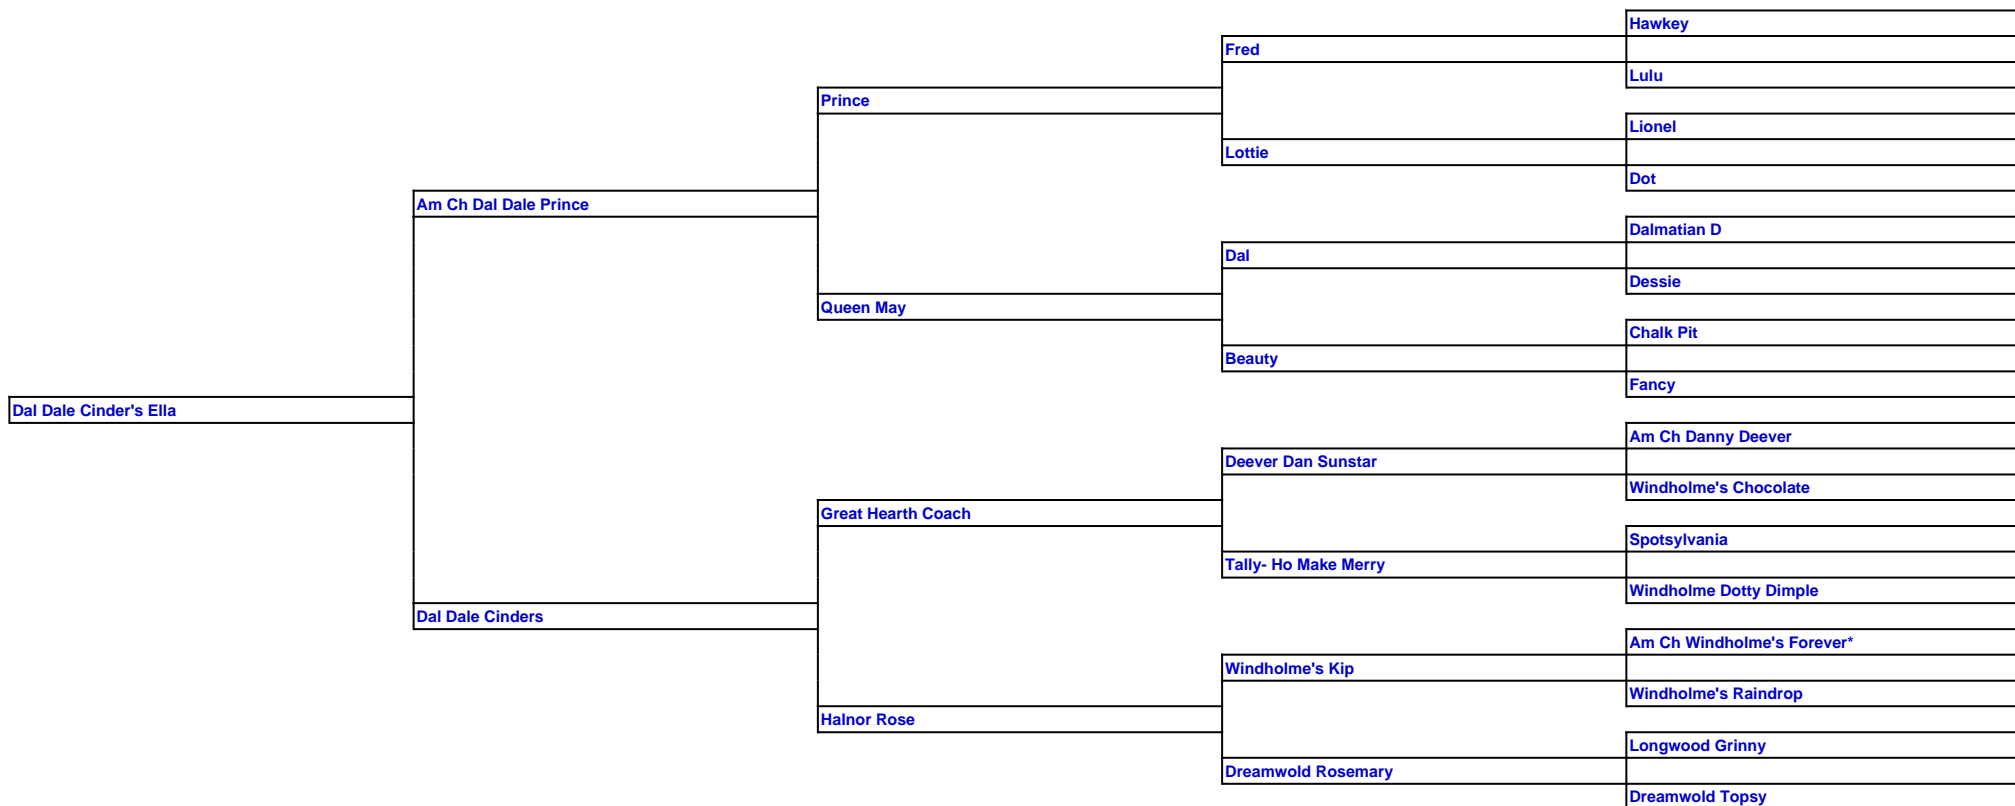 Hawkey
Fred
Lulu
Prince
Lionel
Lottie
Dot
Am Ch Dal Dale Prince
Dalmatian D
Dal
Dessie
Queen May
Chalk Pit
Beauty
Fancy
Dal Dale Cinder's Ella
Am Ch Danny Deever
Deever Dan Sunstar
Windholme's Chocolate
Great Hearth Coach
Spotsylvania
Tally- Ho Make Merry
Windholme Dotty Dimple
Dal Dale Cinders
Am Ch Windholme's Forever*
Windholme's Kip
Windholme's Raindrop
Halnor Rose
Longwood Grinny
Dreamwold Rosemary
Dreamwold Topsy